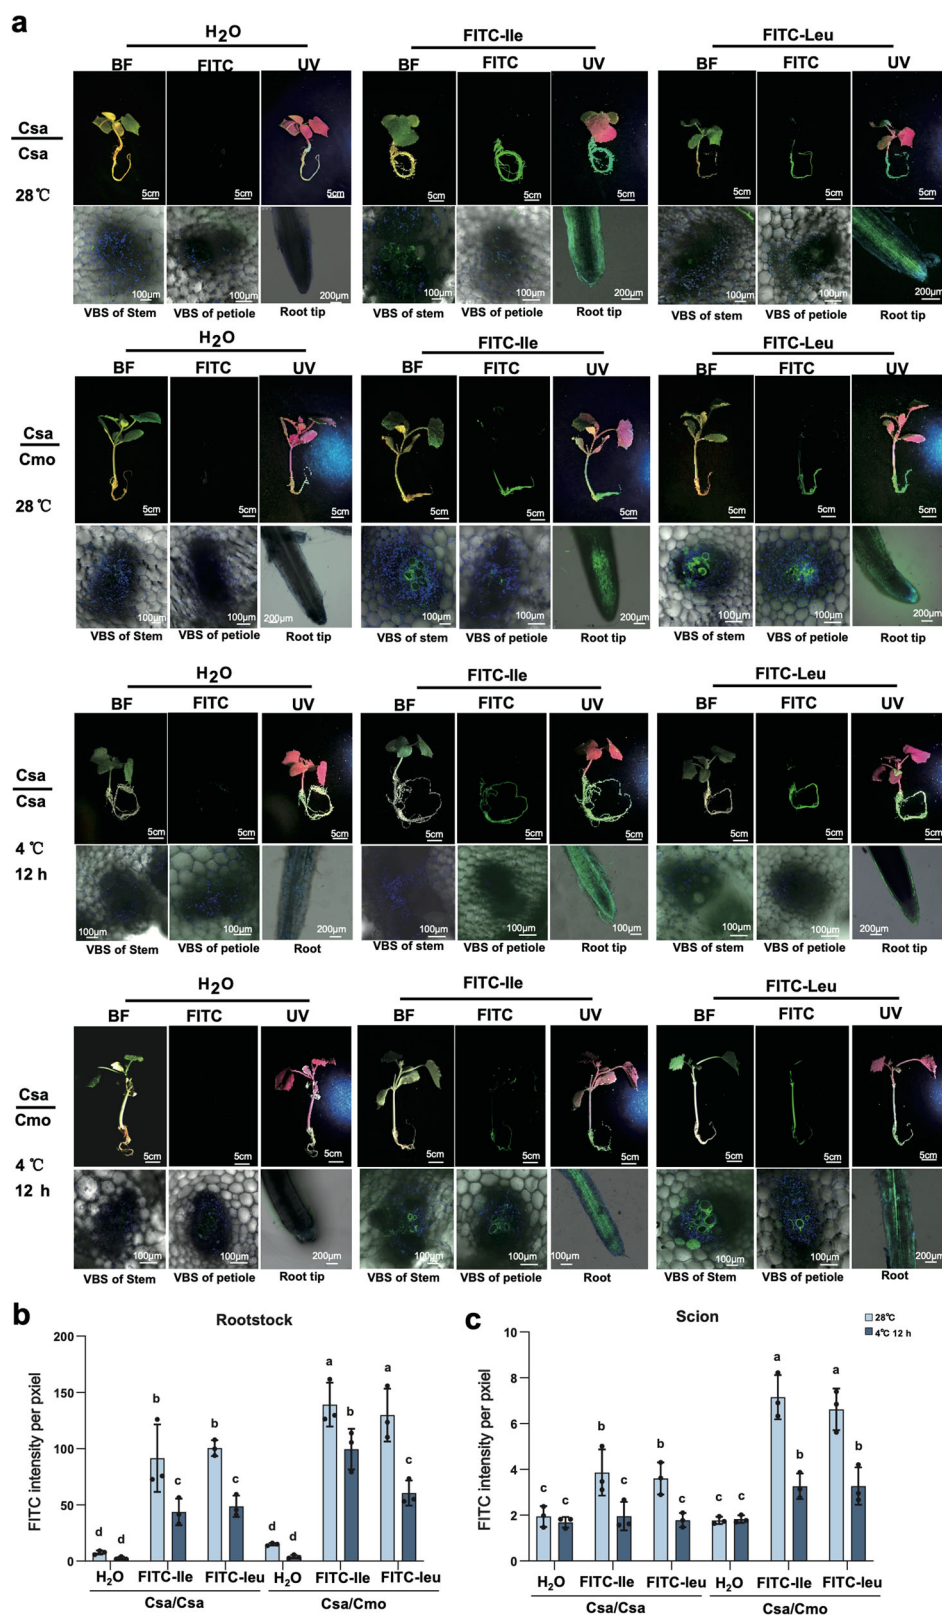 a
H2O FITC-Ile FITC-Leu
BF FITC UV BF FITC UV BF FITC UV
Csa
Csa
28℃
5cm 5cm 5cm 5cm 5cm 5cm 5cm 5cm 5cm
100μm 100μm 200μm 100μm 100μm 200μm 100μm 100μm 200μm
VBS of Stem VBS of petiole Root tip VBS of stem VBS of petiole Root tip VBS of stem VBS of petiole Root tip
H2O FITC-Ile FITC-Leu
BF FITC UV BF FITC UV BF FITC UV
Csa
Cmo
28℃
5cm 5cm 5cm 5cm 5cm 5cm 5cm 5cm 5cm
100μm 100μm 200μm 100μm 100μm 200μm 100μm 100μm 200μm
VBS of Stem VBS of petiole Root tip VBS of stem VBS of petiole Root tip VBS of stem VBS of petiole Root tip
H2O FITC-Ile FITC-Leu
BF FITC UV BF FITC UV BF FITC UV
Csa
Csa
4 ℃
12 h
5cm 5cm 5cm 5cm 5cm 5cm 5cm 5cm 5cm
100μm 100μm 200μm 100μm 100μm 100μm 100μm 100μm 200μm
VBS of Stem VBS of petiole Root VBS of stem VBS of petiole Root tip VBS of stem VBS of petiole Root tip
H2O FITC-Ile FITC-Leu
BF FITC UV BF FITC UV BF FITC UV
Csa
Cmo
4 ℃
12 h
5cm 5cm 5cm 5cm 5cm 5cm 5cm 5cm 5cm
100μm 100μm 200μm 100μm 100μm 100μm 100μm 100μm 200μm
VBS of Stem VBS of petiole Root tip VBS of Stem VBS of petiole Root VBS of Stem VBS of petiole Root
b
Rootstock
FITC intensity per pxiel
200
150
100
50
0
d d b c b c d d a b a c
H2O FITC-Ile FITC-leu H2O FITC-Ile FITC-leu
Csa/Csa Csa/Cmo
c
Scion
28℃
4℃ 12 h
FITC intensity per pxiel
10
8
6
4
2
0
c c b c b c c c a b a b
H2O FITC-Ile FITC-leu H2O FITC-Ile FITC-leu
Csa/Csa Csa/Cmo